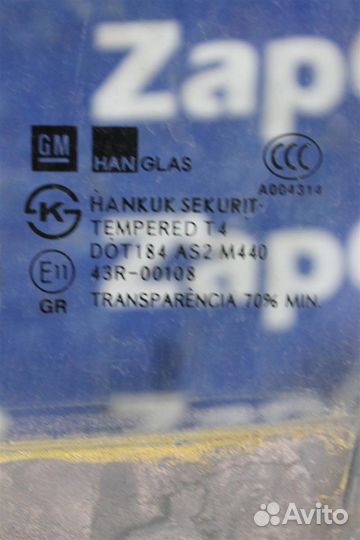 Zap
GM HANGLAS CCC
A004314
K HANKUK SEKURIT
TEMPERED T4
DOT184 AS2 M440
E11 43R-00108
GR TRANSPARÊNCIA 70% MIN.
Avito